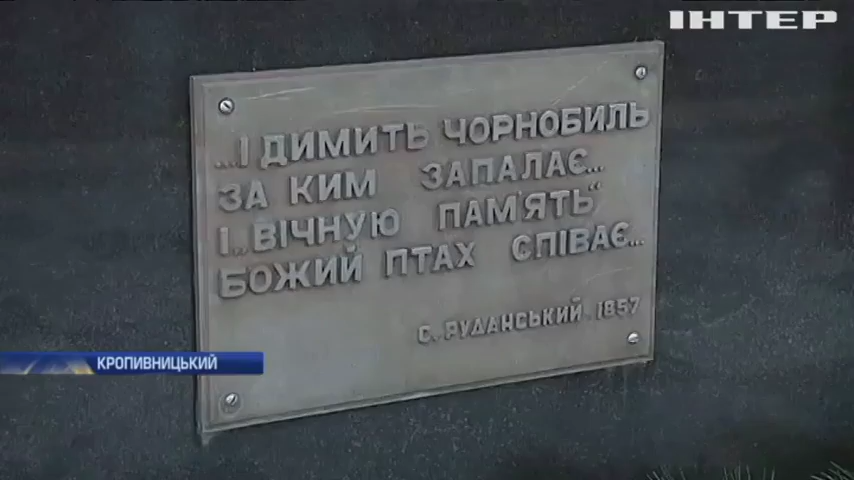 ІНТЕР
...І ДИМИТЬ ЧОРНОБИЛЬ
ЗА КИМ ЗАПАЛАЄ...
І „ВІЧНУЮ ПАМ'ЯТЬ"
БОЖИЙ ПТАХ СПІВАЄ...
С. РУДАНСЬКИЙ, 1857
КРОПИВНИЦЬКИЙ